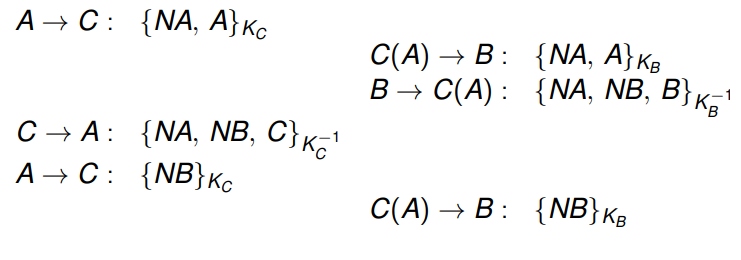 A → C : {NA, A}K_C
C(A) → B : {NA, A}K_B
B → C(A) : {NA, NB, B}K_B^−1
C → A : {NA, NB, C}K_C^−1
A → C : {NB}K_C
C(A) → B : {NB}K_B